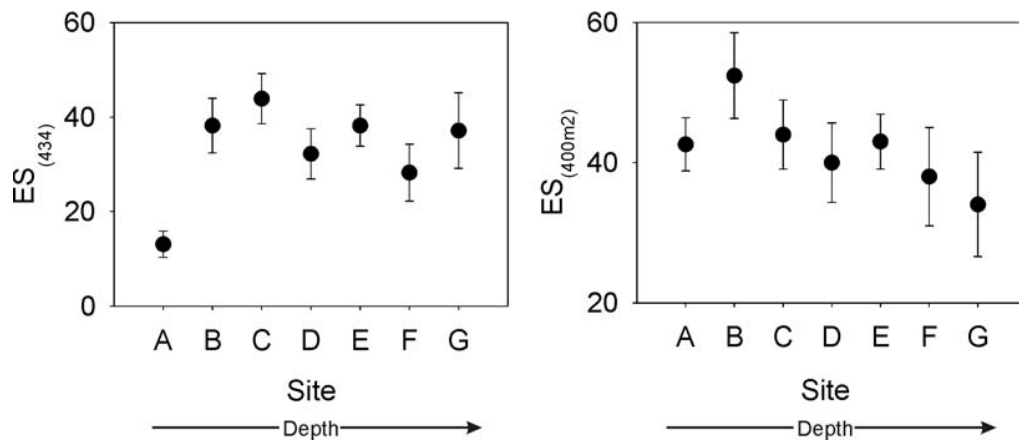 60
40
20
0
ES(434)
A B C D E F G
Site
Depth
60
40
20
ES(400m2)
A B C D E F G
Site
Depth